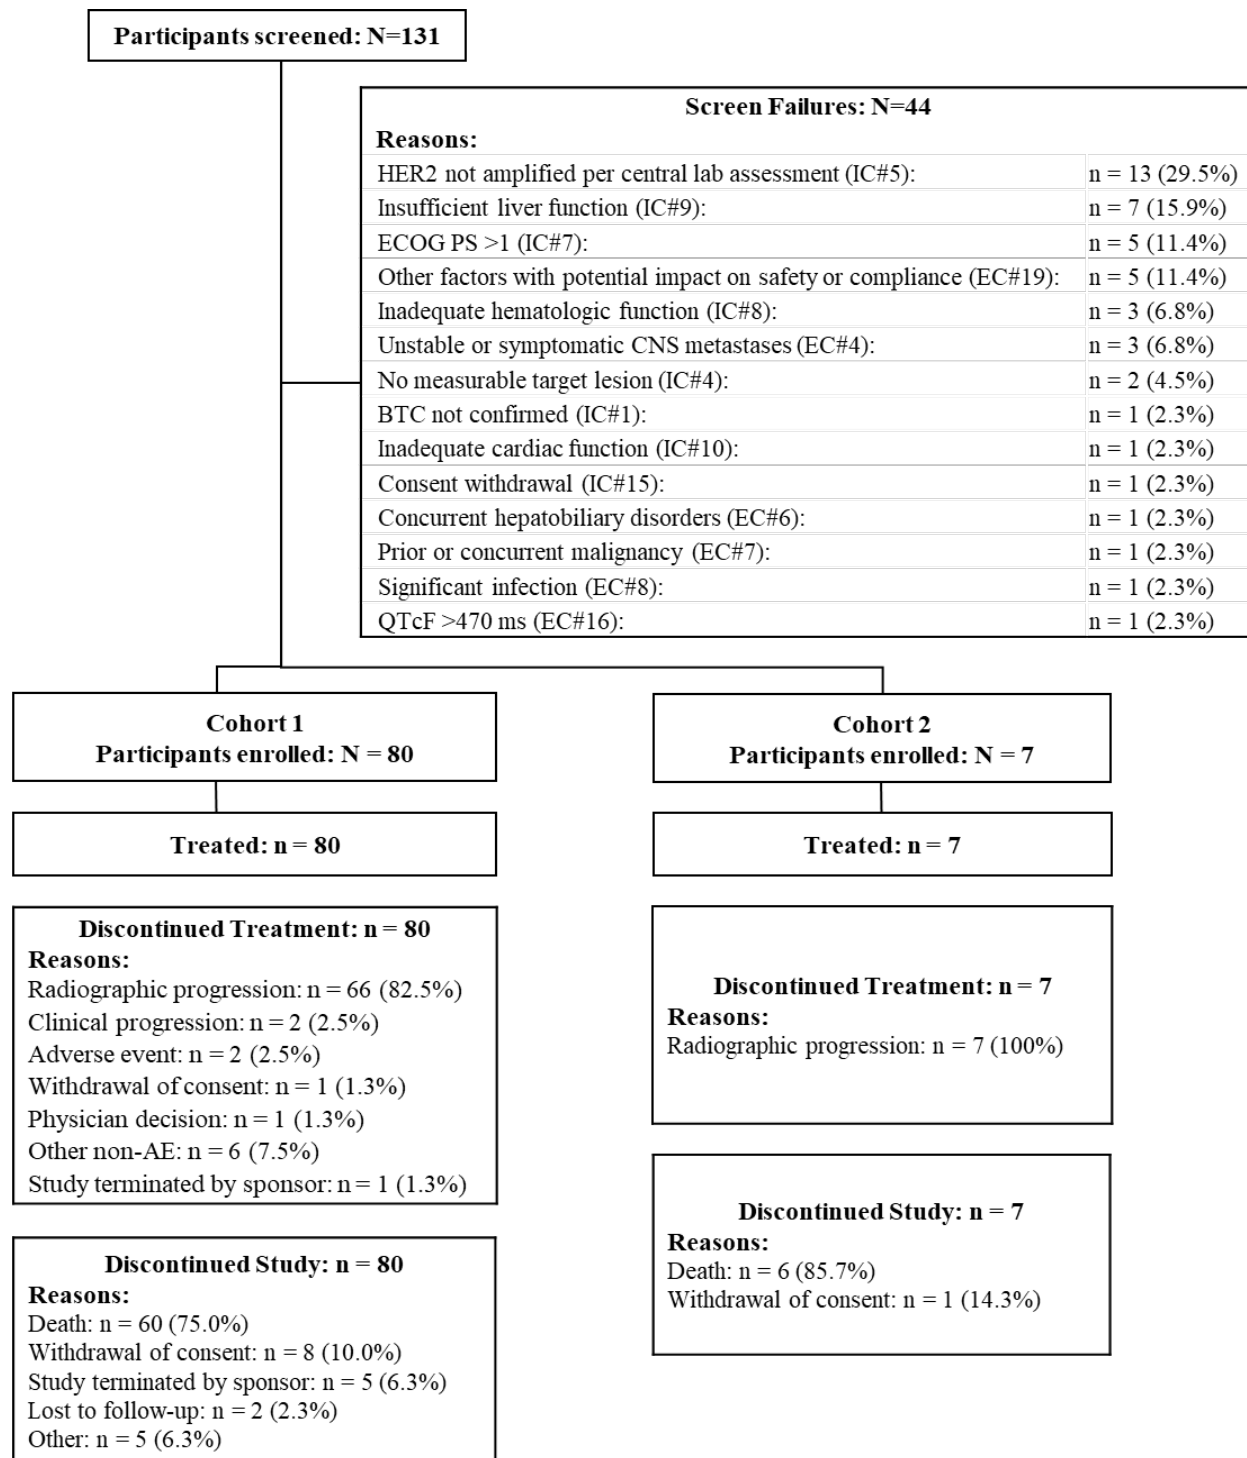 Participants screened: N=131
Screen Failures: N=44
Reasons:
HER2 not amplified per central lab assessment (IC#5): n = 13 (29.5%)
Insufficient liver function (IC#9): n = 7 (15.9%)
ECOG PS >1 (IC#7): n = 5 (11.4%)
Other factors with potential impact on safety or compliance (EC#19): n = 5 (11.4%)
Inadequate hematologic function (IC#8): n = 3 (6.8%)
Unstable or symptomatic CNS metastases (EC#4): n = 3 (6.8%)
No measurable target lesion (IC#4): n = 2 (4.5%)
BTC not confirmed (IC#1): n = 1 (2.3%)
Inadequate cardiac function (IC#10): n = 1 (2.3%)
Consent withdrawal (IC#15): n = 1 (2.3%)
Concurrent hepatobiliary disorders (EC#6): n = 1 (2.3%)
Prior or concurrent malignancy (EC#7): n = 1 (2.3%)
Significant infection (EC#8): n = 1 (2.3%)
QTcF >470 ms (EC#16): n = 1 (2.3%)
Cohort 1
Participants enrolled: N = 80
Treated: n = 80
Discontinued Treatment: n = 80
Reasons:
Radiographic progression: n = 66 (82.5%)
Clinical progression: n = 2 (2.5%)
Adverse event: n = 2 (2.5%)
Withdrawal of consent: n = 1 (1.3%)
Physician decision: n = 1 (1.3%)
Other non-AE: n = 6 (7.5%)
Study terminated by sponsor: n = 1 (1.3%)
Discontinued Study: n = 80
Reasons:
Death: n = 60 (75.0%)
Withdrawal of consent: n = 8 (10.0%)
Study terminated by sponsor: n = 5 (6.3%)
Lost to follow-up: n = 2 (2.3%)
Other: n = 5 (6.3%)
Cohort 2
Participants enrolled: N = 7
Treated: n = 7
Discontinued Treatment: n = 7
Reasons:
Radiographic progression: n = 7 (100%)
Discontinued Study: n = 7
Reasons:
Death: n = 6 (85.7%)
Withdrawal of consent: n = 1 (14.3%)